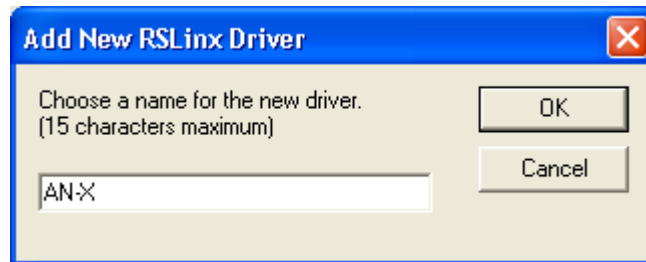 Add New RSLinx Driver
Choose a name for the new driver.
(15 characters maximum)
OK
Cancel
AN-X